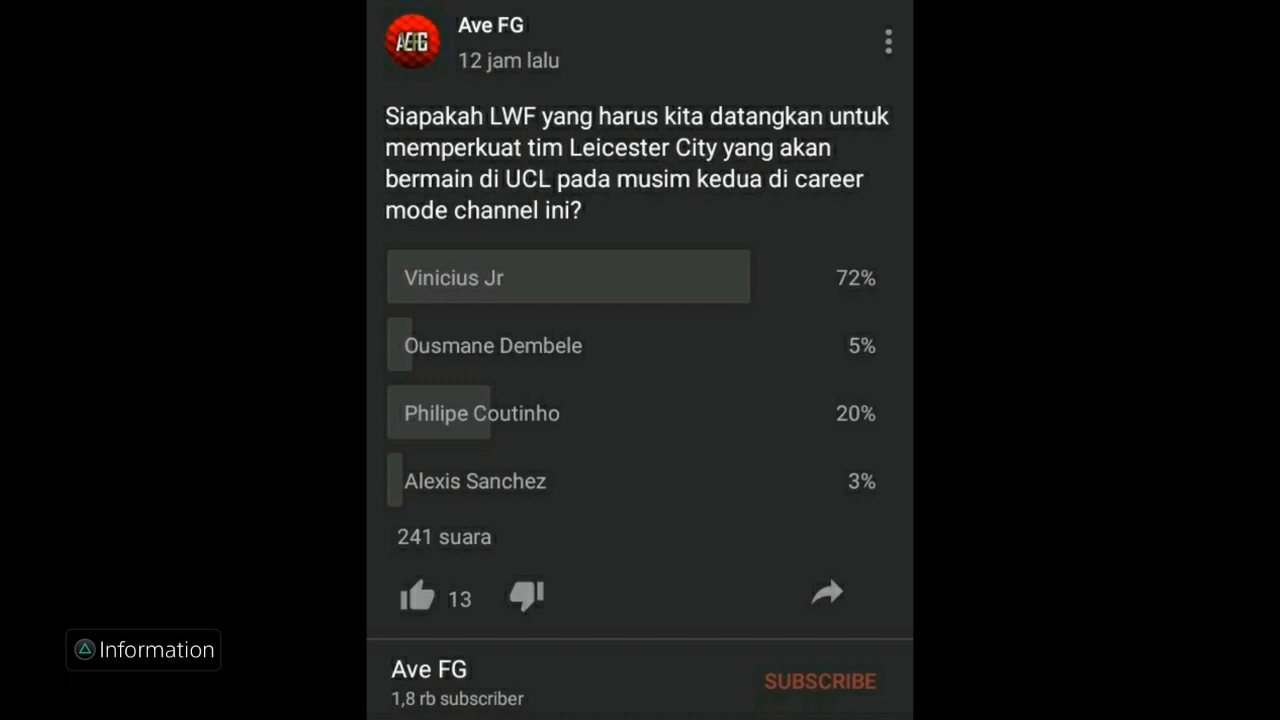 Ave FG
12 jam lalu
Siapakah LWF yang harus kita datangkan untuk
memperkuat tim Leicester City yang akan
bermain di UCL pada musim kedua di career
mode channel ini?
Vinicius Jr 72%
Ousmane Dembele 5%
Philipe Coutinho 20%
Alexis Sanchez 3%
241 suara
13
Information
Ave FG
SUBSCRIBE
1,8 rb subscriber